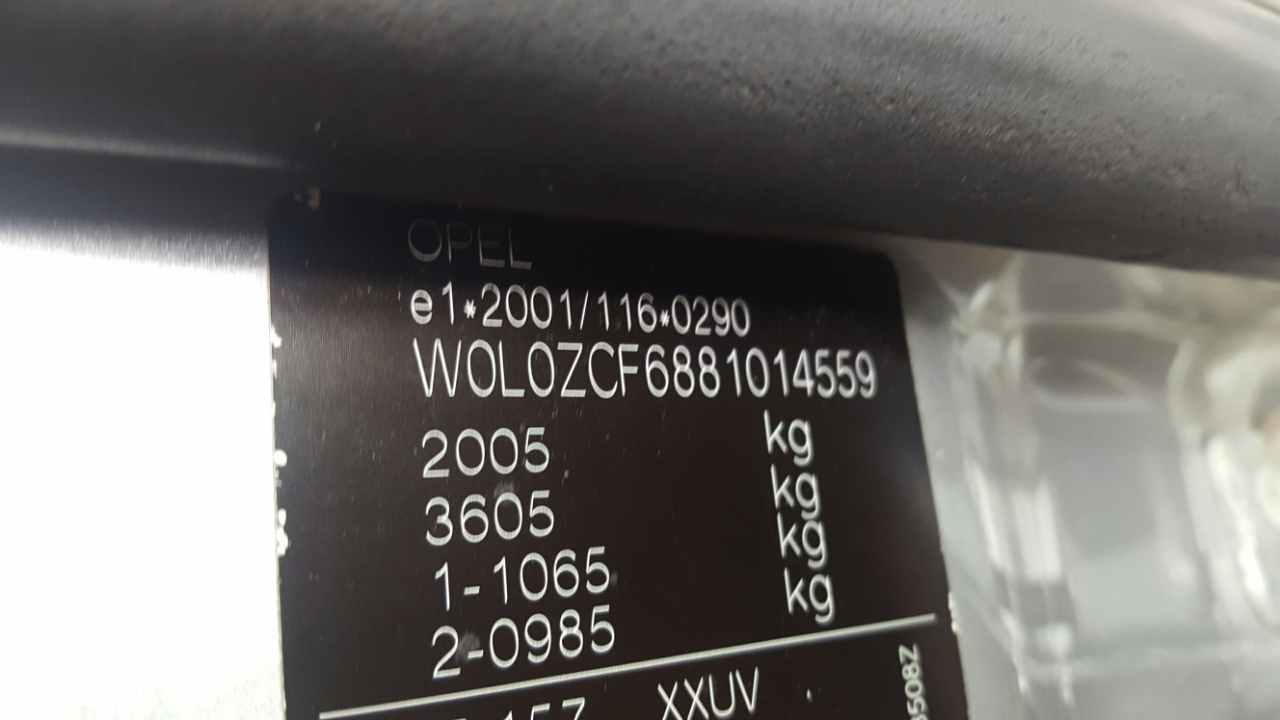 OPEL
e1*2001/116*0290
W0L0ZCF6881014559
2005 kg
3605 kg
1-1065 kg
2-0985 kg
XXUV